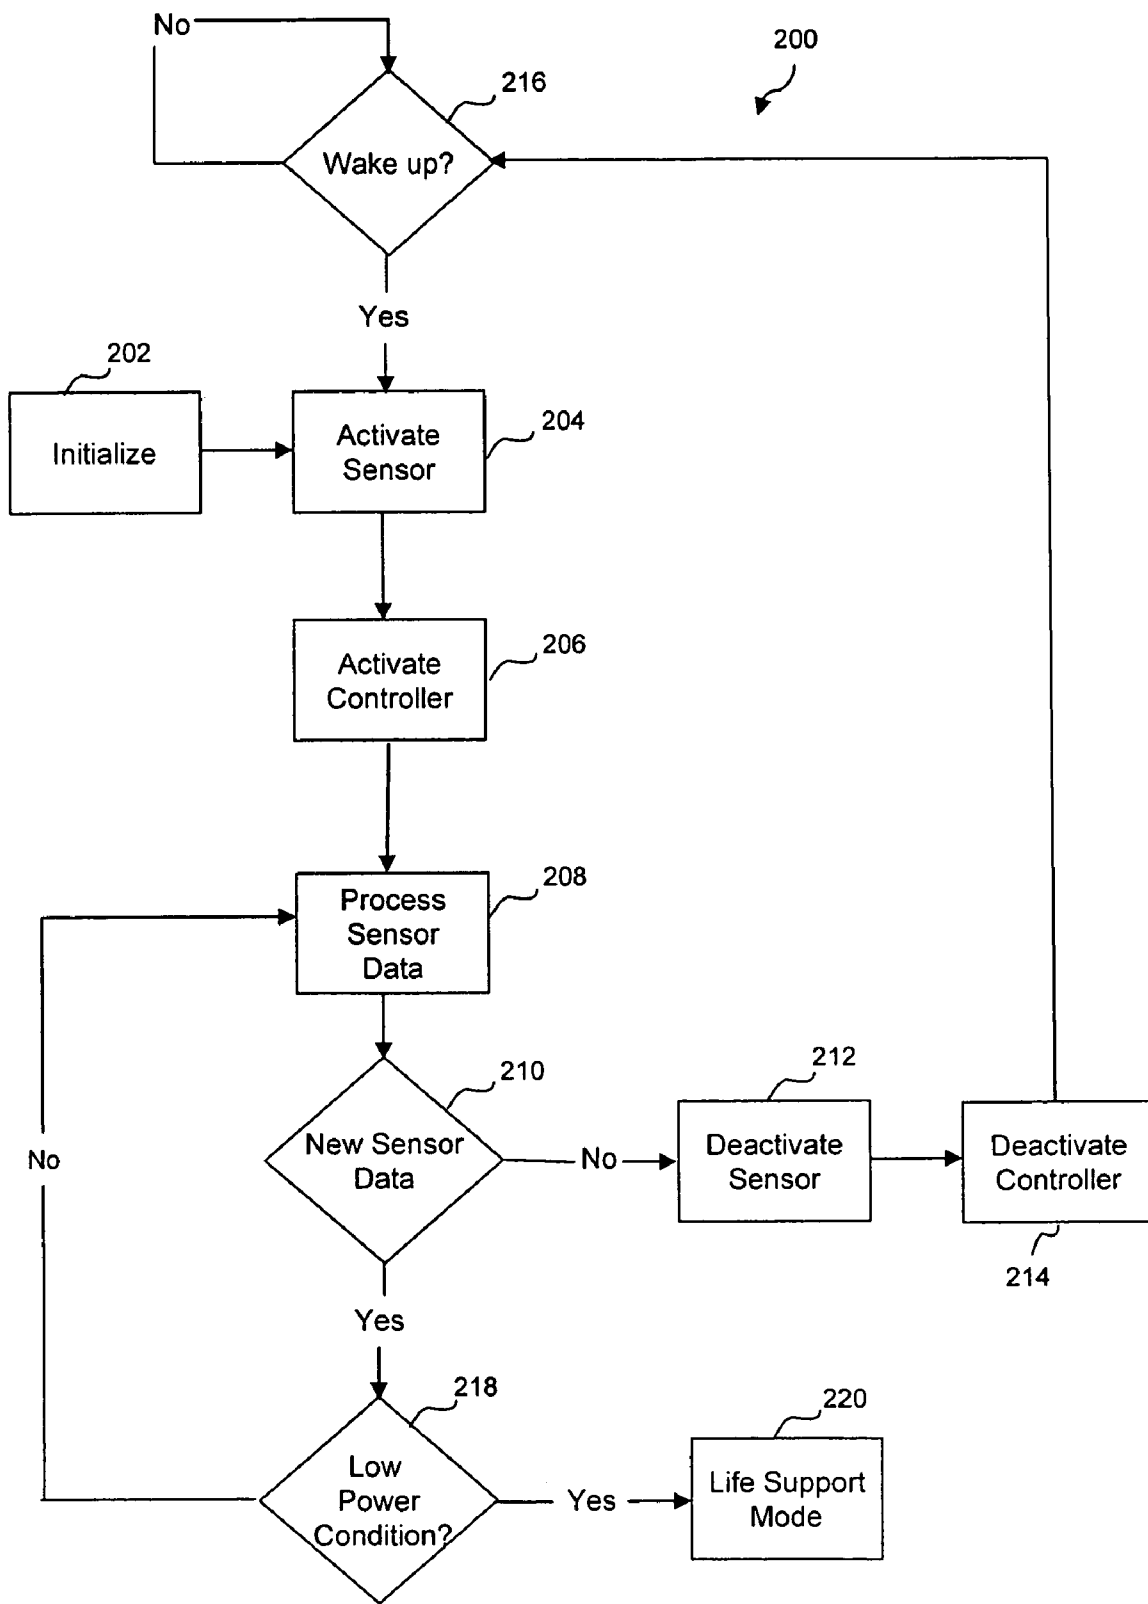 No
200
216
Wake up?
Yes
202
Initialize
204
Activate
Sensor
206
Activate
Controller
208
Process
Sensor
Data
210
New Sensor
Data
No
No
212
Deactivate
Sensor
Deactivate
Controller
214
Yes
218
Low
Power
Condition?
Yes
220
Life Support
Mode